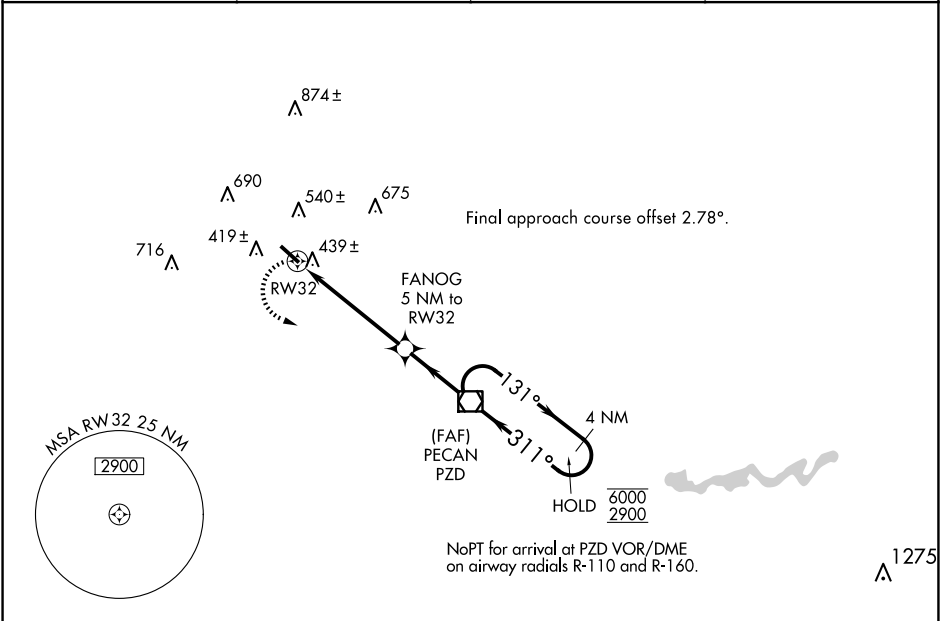 874±
690
540±
675
Final approach course offset 2.78°.
716
419±
439±
RW32
FANOG
5 NM to
RW32
131°
4 NM
311°
(FAF)
PECAN
PZD
HOLD
6000
2900
MSA RW32 25 NM
2900
NoPT for arrival at PZD VOR/DME
on airway radials R-110 and R-160.
1275